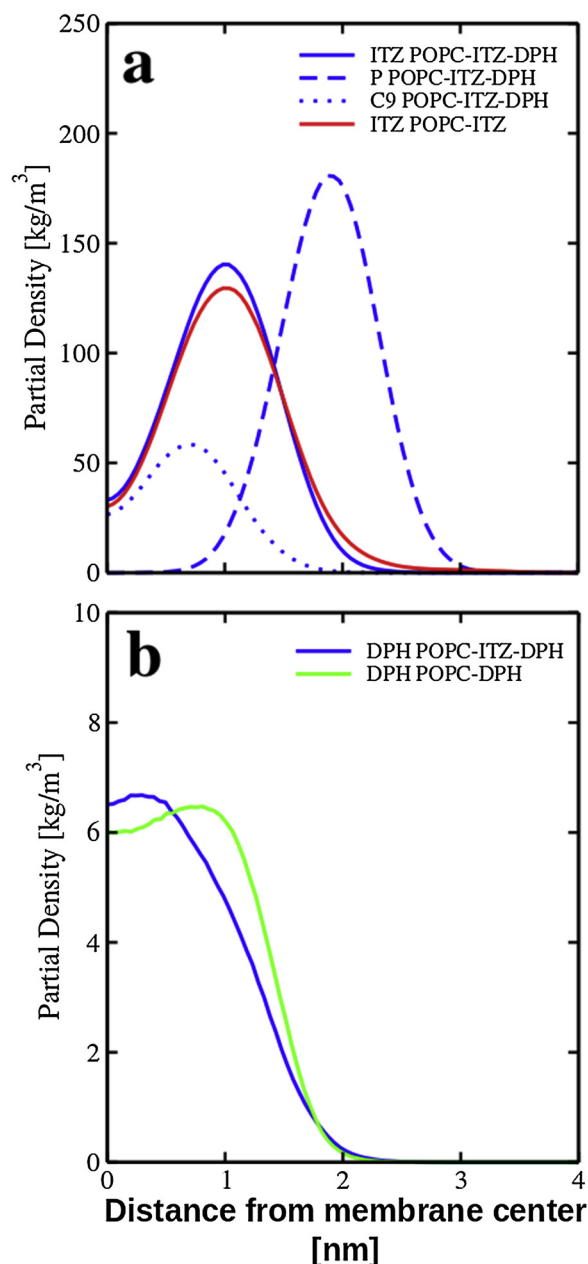 a
ITZ POPC-ITZ-DPH
P POPC-ITZ-DPH
C9 POPC-ITZ-DPH
ITZ POPC-ITZ
Partial Density [kg/m³]
250
200
150
100
50
0
b
DPH POPC-ITZ-DPH
DPH POPC-DPH
Partial Density [kg/m³]
10
8
6
4
2
0
0 1 2 3 4
Distance from membrane center
[nm]